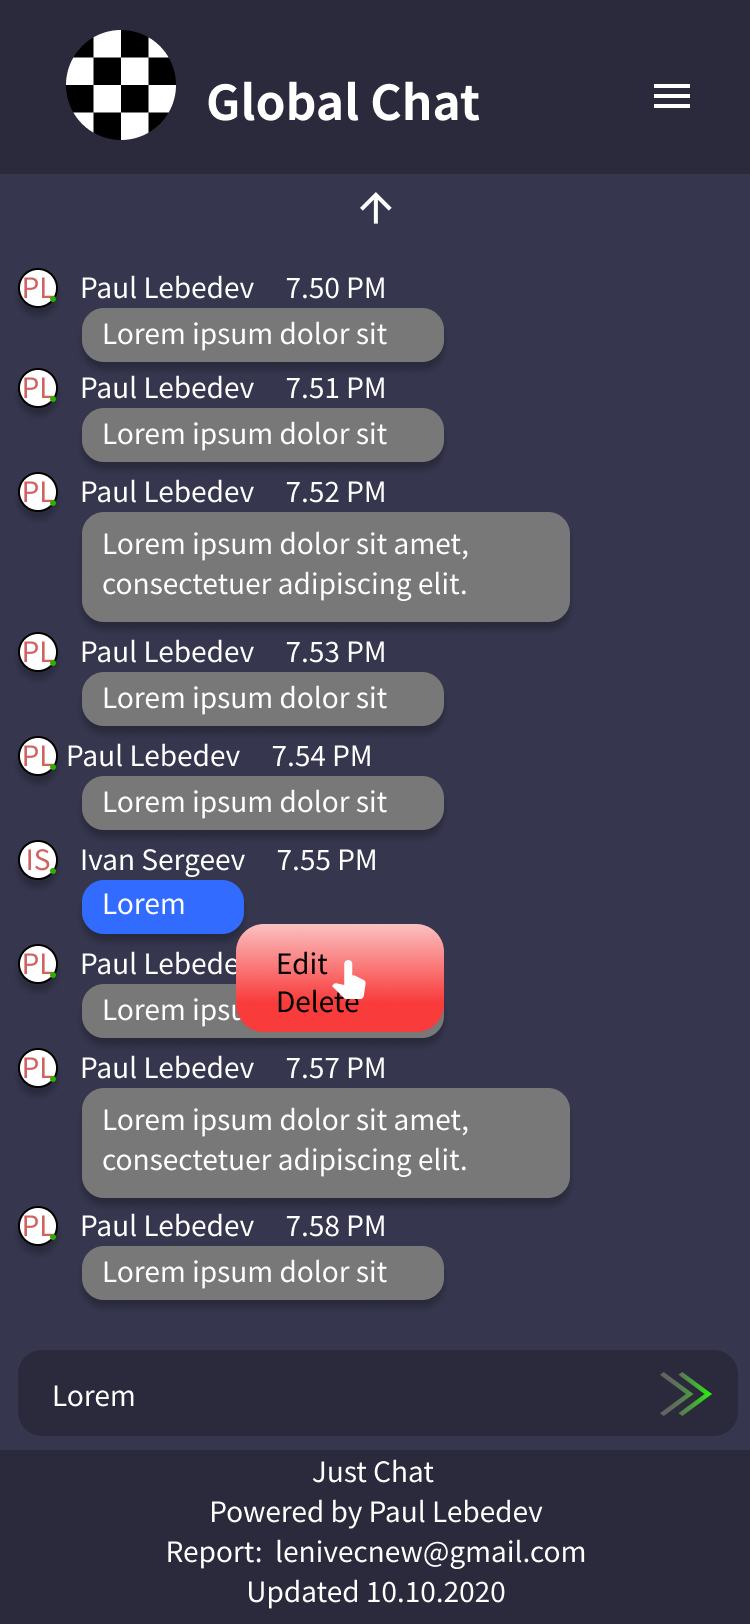 Global Chat
PL Paul Lebedev 7.50 PM
Lorem ipsum dolor sit
PL Paul Lebedev 7.51 PM
Lorem ipsum dolor sit
PL Paul Lebedev 7.52 PM
Lorem ipsum dolor sit amet,
consectetuer adipiscing elit.
PL Paul Lebedev 7.53 PM
Lorem ipsum dolor sit
PL Paul Lebedev 7.54 PM
Lorem ipsum dolor sit
IS Ivan Sergeev 7.55 PM
Lorem
PL Paul Lebede
Edit
Lorem ipsu
Delete
PL Paul Lebedev 7.57 PM
Lorem ipsum dolor sit amet,
consectetuer adipiscing elit.
PL Paul Lebedev 7.58 PM
Lorem ipsum dolor sit
Lorem
Just Chat
Powered by Paul Lebedev
Report: lenivecnew@gmail.com
Updated 10.10.2020